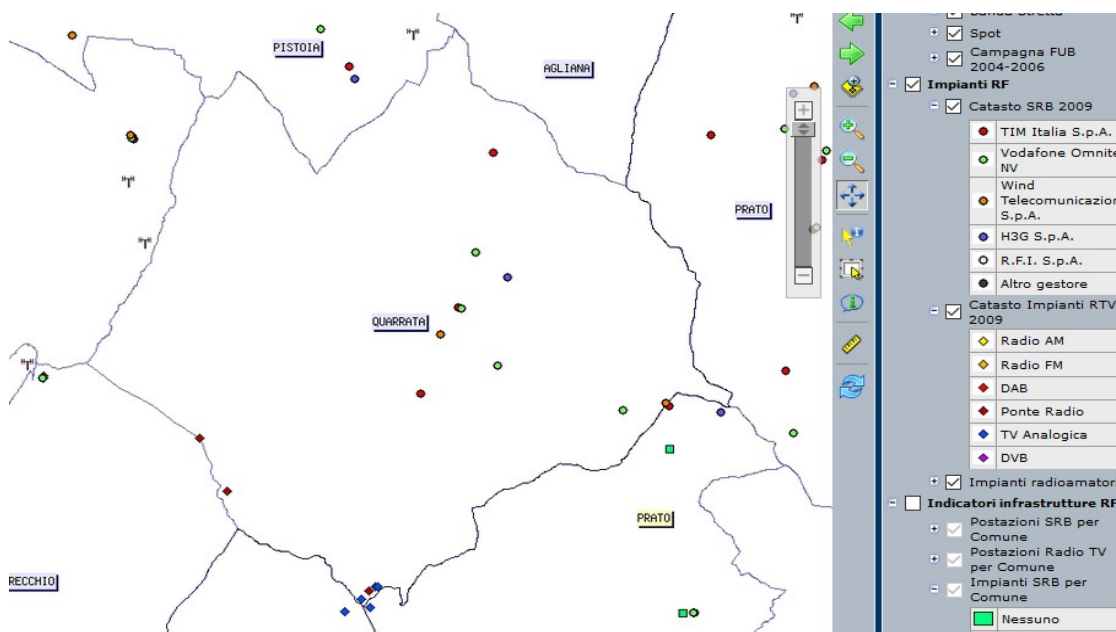 PISTOIA
AGLIANA
PRATO
QUARRATA
PRATO
RECCHIO
Spot
Campagna FUB
2004-2006
Impianti RF
Catasto SRB 2009
TIM Italia S.p.A.
Vodafone Omnite
NV
Wind
Telecomunicazion
S.p.A.
H3G S.p.A.
R.F.I. S.p.A.
Altro gestore
Catasto Impianti RTV
2009
Radio AM
Radio FM
DAB
Ponte Radio
TV Analogica
DVB
Impianti radioamator
Indicatori infrastrutture RF
Postazioni SRB per
Comune
Postazioni Radio TV
per Comune
Impianti SRB per
Comune
Nessuno